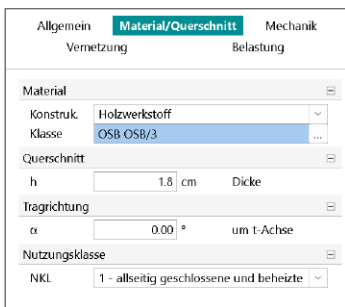 Allgemein Material/Querschnitt Mechanik
Vernetzung Belastung
Material
Konstruk. Holzwerkstoff
Klasse OSB OSB/3 ...
Querschnitt
h 1.8 cm Dicke
Tragrichtung
α 0.00 ° um t-Achse
Nutzungsklasse
NKL 1 - allseitig geschlossene und beheizte